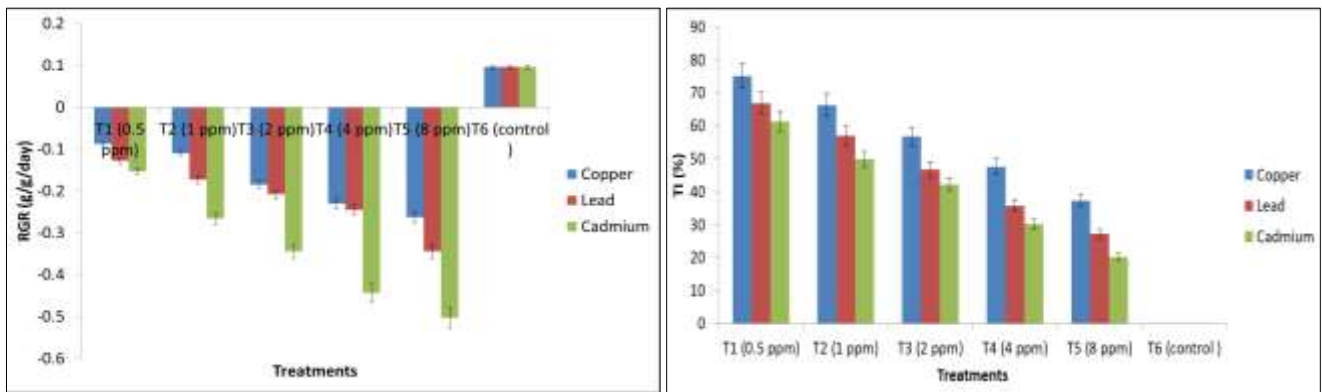 0.2
0.1
0
-0.1
-0.2
-0.3
-0.4
-0.5
-0.6
RGR (g/g/day)
T1 (0.5 ppm)
T2 (1 ppm)
T3 (2 ppm)
T4 (4 ppm)
T5 (8 ppm)
T6 (control )
Treatments
Copper
Lead
Cadmium
90
80
70
60
50
40
30
20
10
0
TI (%)
T1 (0.5 ppm)
T2 (1 ppm)
T3 (2 ppm)
T4 (4 ppm)
T5 (8 ppm)
T6 (control )
Treatments
Copper
Lead
Cadmium